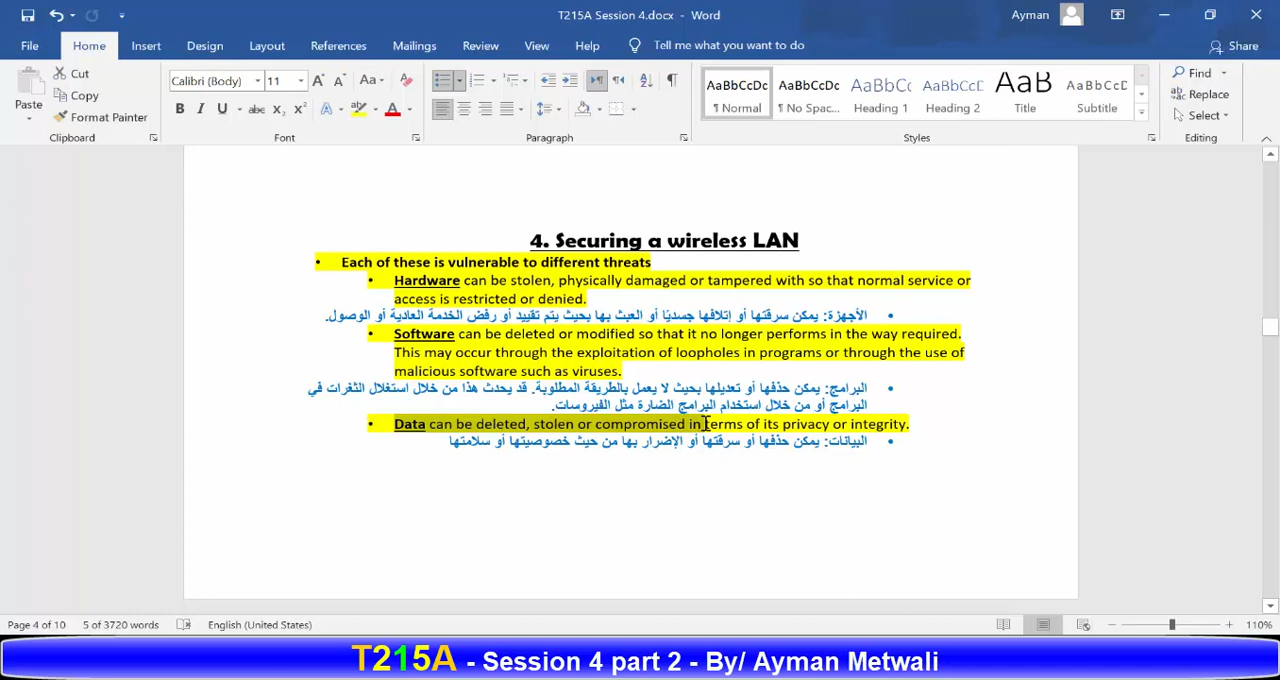 T215A Session 4.docx - Word
Ayman
File Home Insert Design Layout References Mailings Review View Help Tell me what you want to do Share
Paste
Cut
Copy
Format Painter
Clipboard
Calibri (Body) 11
Font
Paragraph
AaBbCcDc AaBbCcDc AaBbCc AaBbCcD AaB AaBbCcD
¶ Normal ¶ No Spac... Heading 1 Heading 2 Title Subtitle
Styles
Find
Replace
Select
Editing
4. Securing a wireless LAN
• Each of these is vulnerable to different threats
• Hardware can be stolen, physically damaged or tampered with so that normal service or
access is restricted or denied.
• الأجهزة: يمكن سرقتها أو إتلافها جسديًا أو العبث بها بحيث يتم تقييد أو رفض الخدمة العادية أو الوصول.
• Software can be deleted or modified so that it no longer performs in the way required.
This may occur through the exploitation of loopholes in programs or through the use of
malicious software such as viruses.
• البرامج: يمكن حذفها أو تعديلها بحيث لا يعمل بالطريقة المطلوبة. قد يحدث هذا من خلال استغلال الثغرات في
البرامج أو من خلال استخدام البرامج الضارة مثل الفيروسات.
• Data can be deleted, stolen or compromised in terms of its privacy or integrity.
• البيانات: يمكن حذفها أو سرقتها أو الإضرار بها من حيث خصوصيتها أو سلامتها
Page 4 of 10 5 of 3720 words English (United States) 110%
T215A - Session 4 part 2 - By/ Ayman Metwali